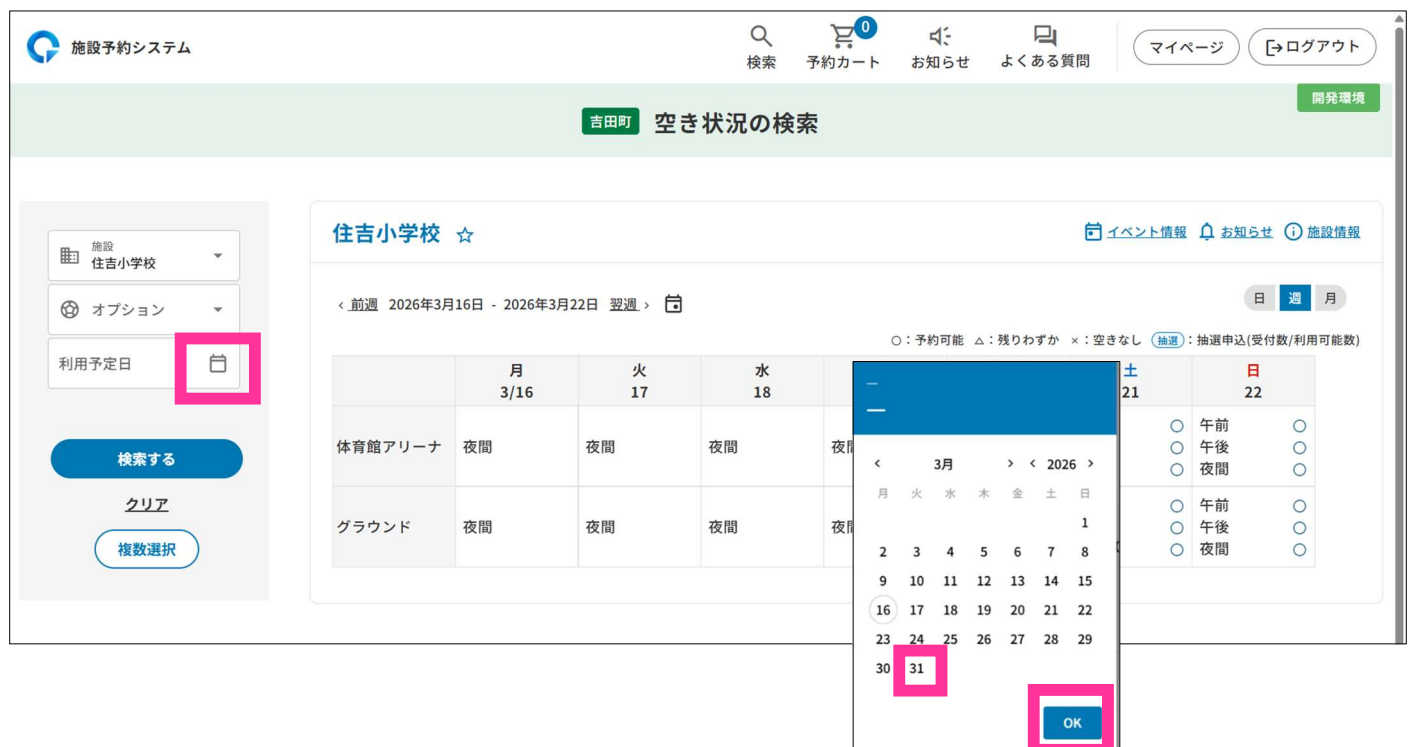 施設予約システム
検索
0
予約カート
お知らせ
よくある質問
マイページ
ログアウト
開発環境
吉田町 空き状況の検索
施設
住吉小学校
オプション
利用予定日
検索する
クリア
複数選択
住吉小学校 ☆
イベント情報 お知らせ 施設情報
< 前週 2026年3月16日 - 2026年3月22日 翌週 >
日 週 月
○：予約可能 △：残りわずか ×：空きなし 抽選：抽選申込(受付数/利用可能数)
月 火 水 土 日
3/16 17 18 21 22
体育館アリーナ 夜間 夜間 夜間 夜 ○ 午前 ○
○ 午後 ○
○ 夜間 ○
グラウンド 夜間 夜間 夜間 夜 ○ 午前 ○
○ 午後 ○
○ 夜間 ○
< 3月 > < 2026 >
月 火 水 木 金 土 日
1
2 3 4 5 6 7 8
9 10 11 12 13 14 15
16 17 18 19 20 21 22
23 24 25 26 27 28 29
30 31
OK